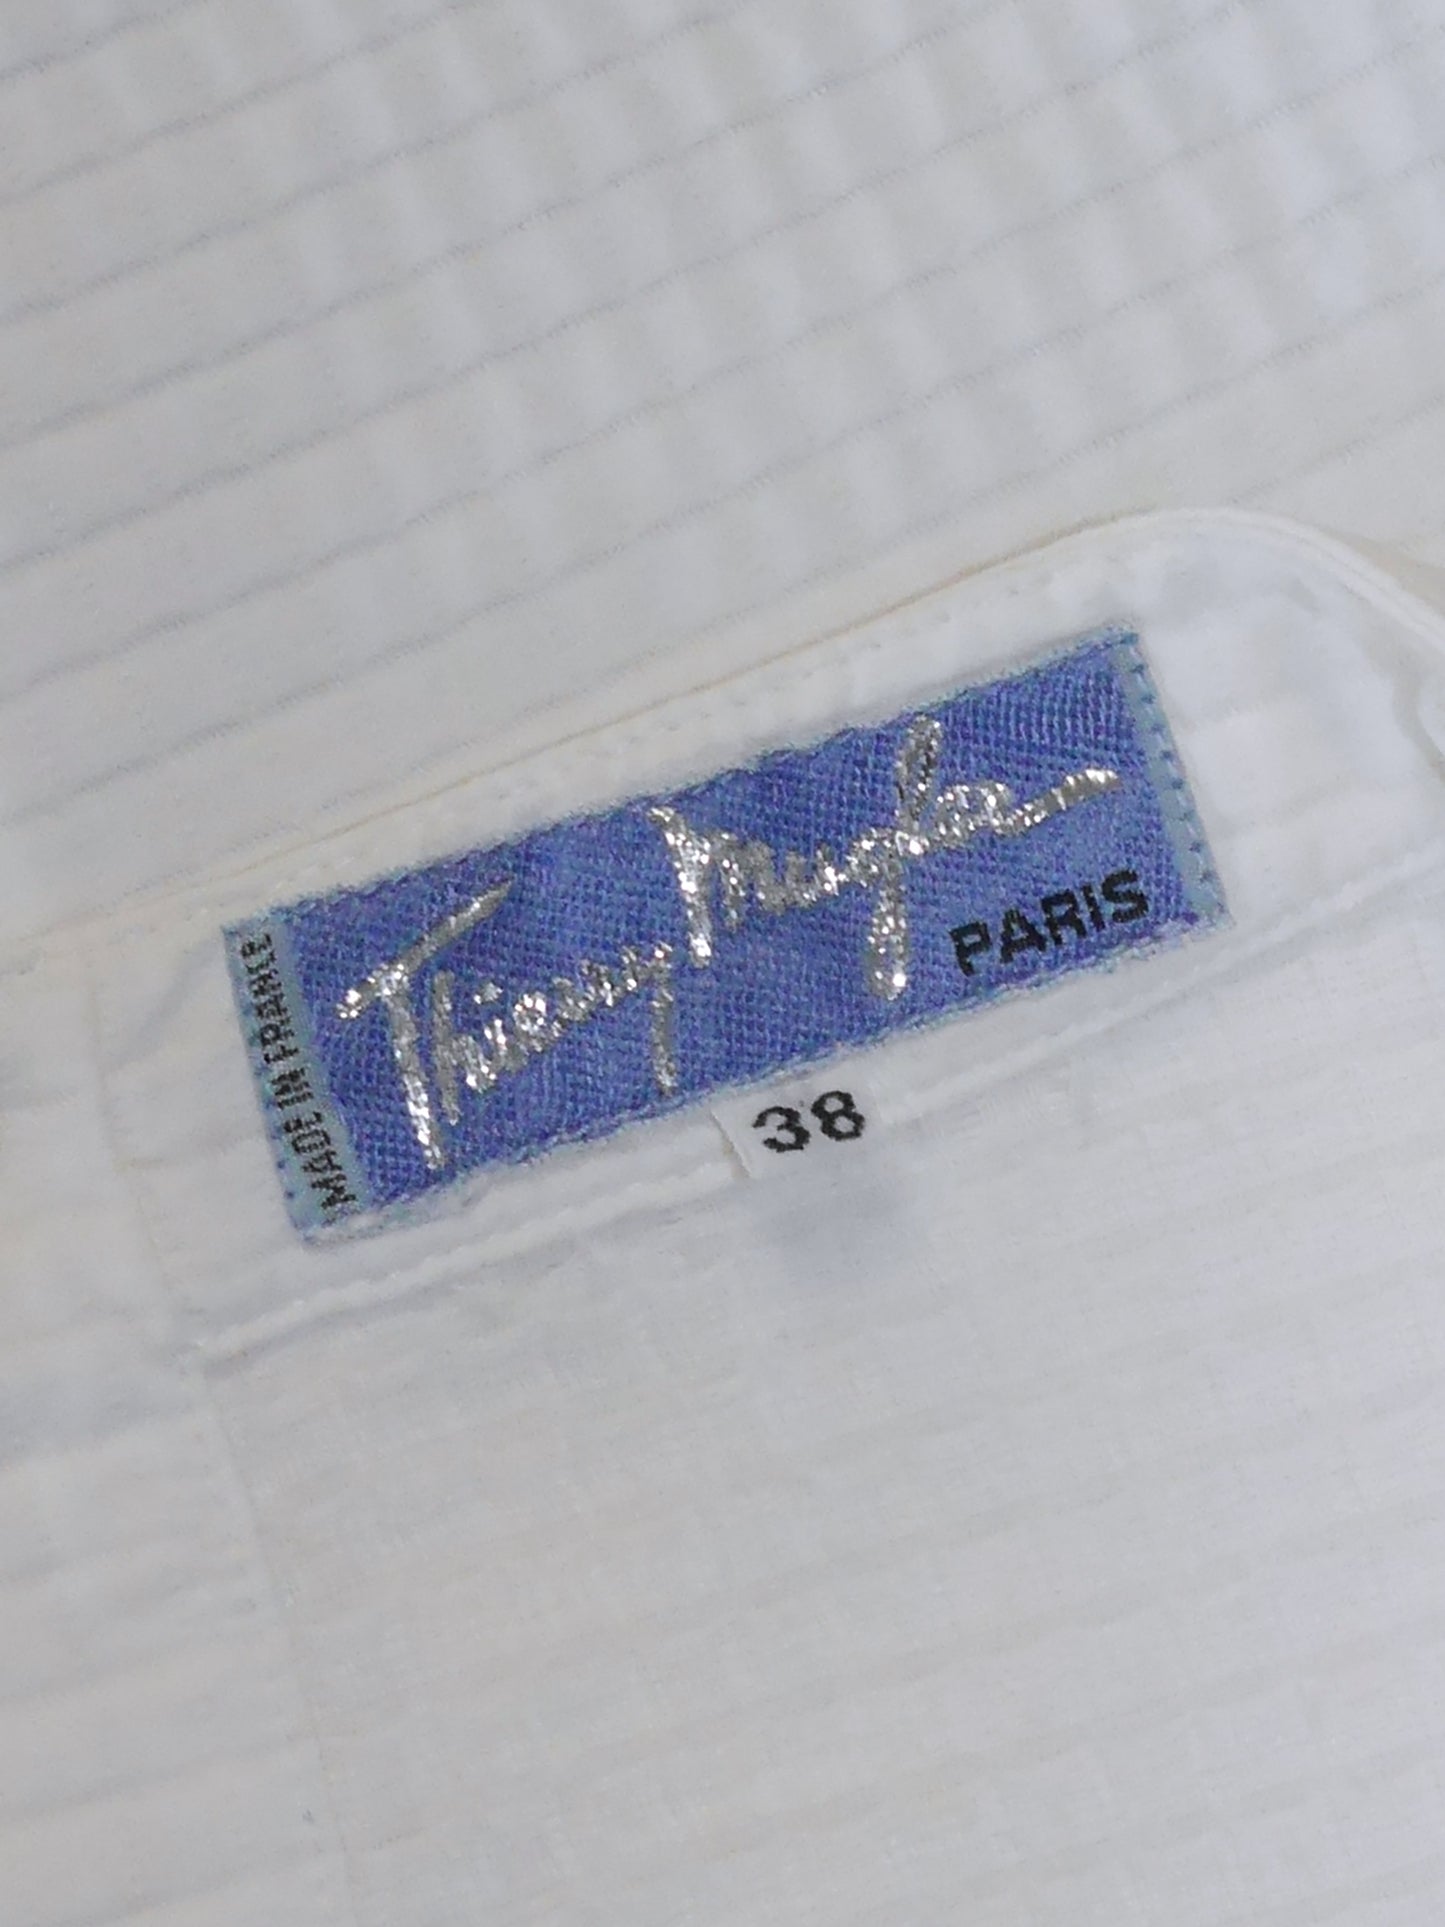 MADE IN FRANCE
Thierry Mugler
PARIS
38